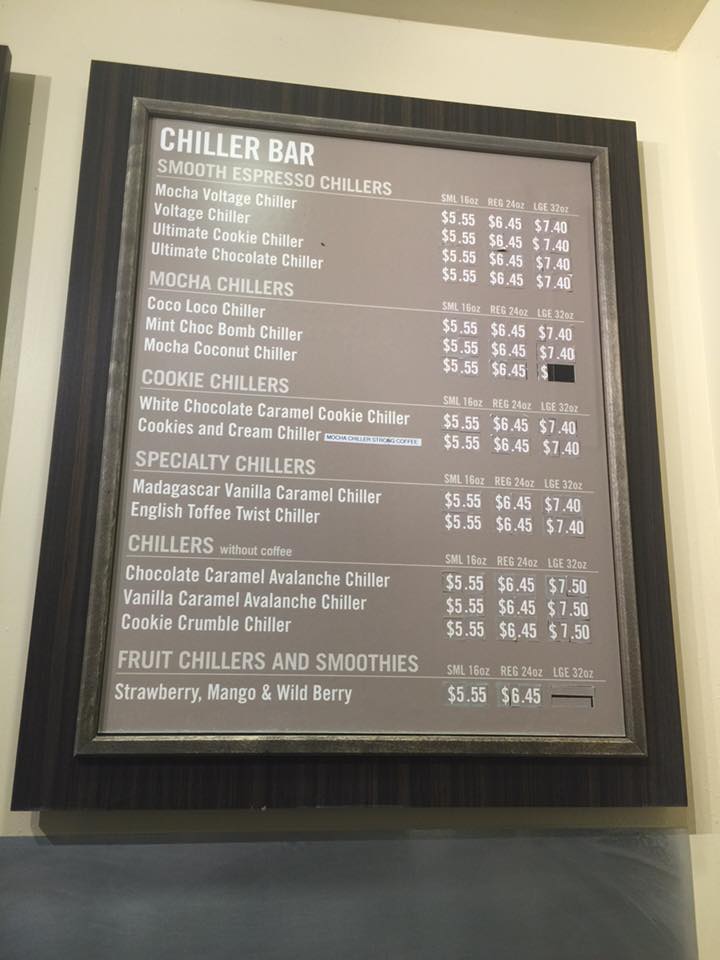 CHILLER BAR
SMOOTH ESPRESSO CHILLERS SML 16oz REG 24oz LGE 32oz
Mocha Voltage Chiller $5.55 $6.45 $7.40
Voltage Chiller $5.55 $6.45 $7.40
Ultimate Cookie Chiller $5.55 $6.45 $7.40
Ultimate Chocolate Chiller $5.55 $6.45 $7.40
MOCHA CHILLERS SML 16oz REG 24oz LGE 32oz
Coco Loco Chiller $5.55 $6.45 $7.40
Mint Choc Bomb Chiller $5.55 $6.45 $7.40
Mocha Coconut Chiller $5.55 $6.45 $
COOKIE CHILLERS SML 16oz REG 24oz LGE 32oz
White Chocolate Caramel Cookie Chiller $5.55 $6.45 $7.40
Cookies and Cream Chiller MOCHA CHILLER STRONG COFFEE $5.55 $6.45 $7.40
SPECIALTY CHILLERS SML 16oz REG 24oz LGE 32oz
Madagascar Vanilla Caramel Chiller $5.55 $6.45 $7.40
English Toffee Twist Chiller $5.55 $6.45 $7.40
CHILLERS without coffee SML 16oz REG 24oz LGE 32oz
Chocolate Caramel Avalanche Chiller $5.55 $6.45 $7.50
Vanilla Caramel Avalanche Chiller $5.55 $6.45 $7.50
Cookie Crumble Chiller $5.55 $6.45 $7.50
FRUIT CHILLERS AND SMOOTHIES SML 16oz REG 24oz LGE 32oz
Strawberry, Mango & Wild Berry $5.55 $6.45